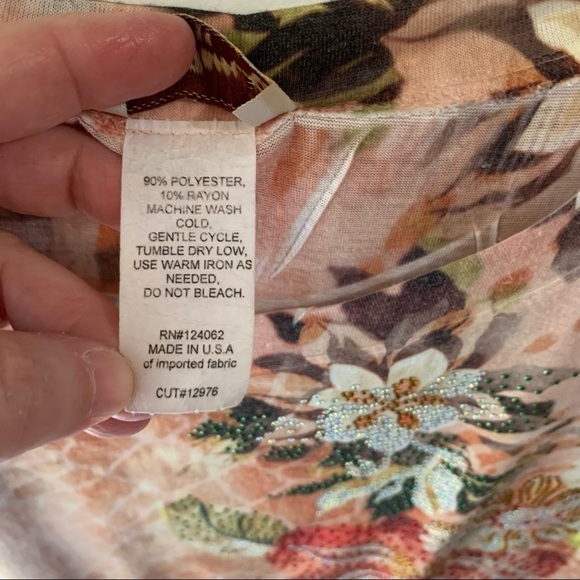 90% POLYESTER,
10% RAYON
MACHINE WASH
COLD,
GENTLE CYCLE,
TUMBLE DRY LOW,
USE WARM IRON AS
NEEDED,
DO NOT BLEACH.
RN#124062
MADE IN U.S.A
of imported fabric
CUT#12976